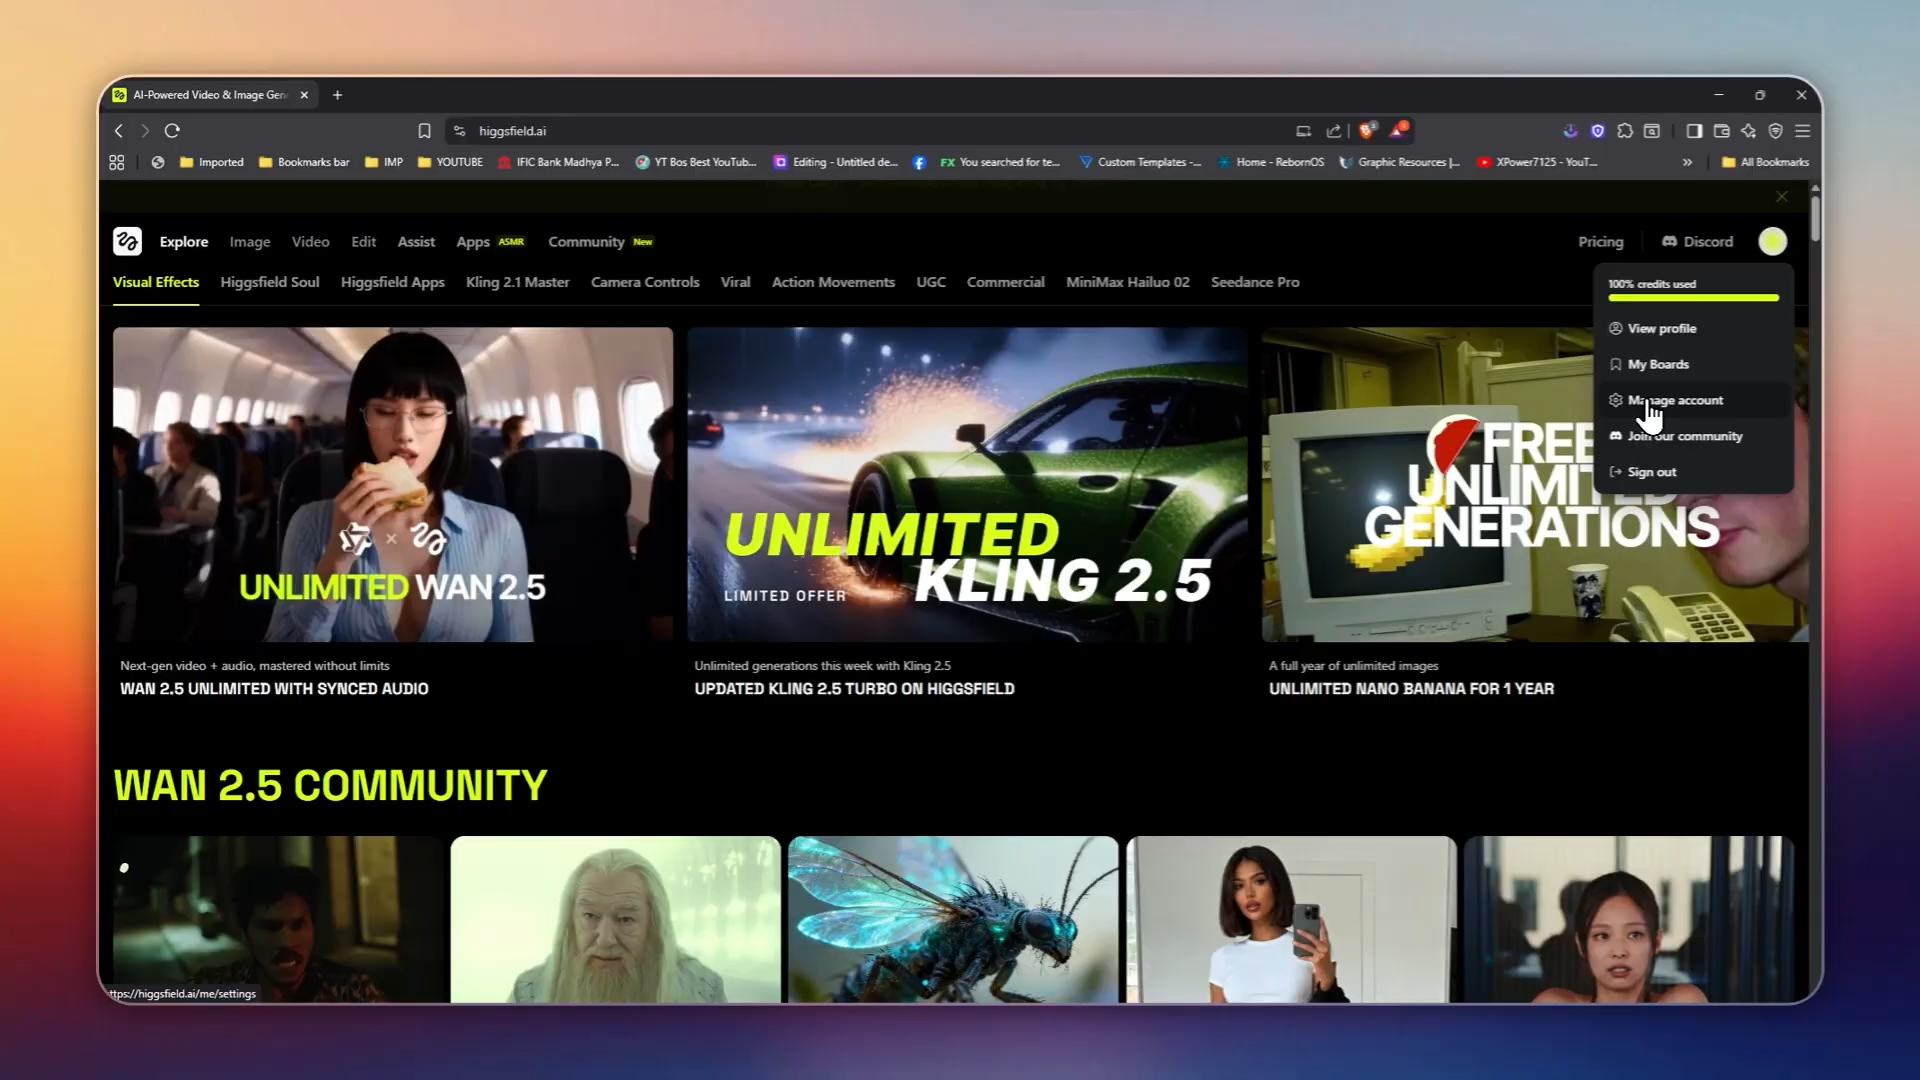 AI-Powered Video & Image Gen
higgsfield.ai
Imported
Bookmarks bar
IMP
YOUTUBE
IFIC Bank Madhya P...
YT Bos Best YouTub...
Editing - Untitled de...
FX You searched for te...
Custom Templates -...
Home - RebornOS
Graphic Resources |...
XPower7125 - YouT...
All Bookmarks
Explore
Image
Video
Edit
Assist
Apps ASMR
Community New
Pricing
Discord
Visual Effects
Higgsfield Soul
Higgsfield Apps
Kling 2.1 Master
Camera Controls
Viral
Action Movements
UGC
Commercial
MiniMax Hailuo 02
Seedance Pro
100% credits used
View profile
My Boards
Manage account
Join our community
Sign out
UNLIMITED WAN 2.5
UNLIMITED
LIMITED OFFER
KLING 2.5
FREE
UNLIMITED
GENERATIONS
Next-gen video + audio, mastered without limits
WAN 2.5 UNLIMITED WITH SYNCED AUDIO
Unlimited generations this week with Kling 2.5
UPDATED KLING 2.5 TURBO ON HIGGSFIELD
A full year of unlimited images
UNLIMITED NANO BANANA FOR 1 YEAR
WAN 2.5 COMMUNITY
https://higgsfield.ai/me/settings